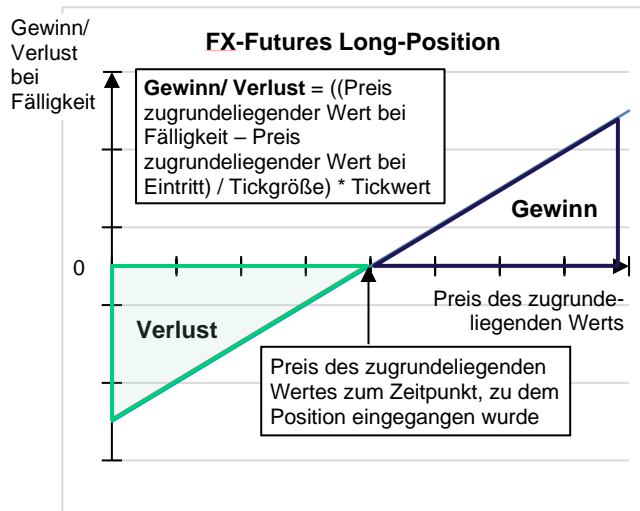 Gewinn/
Verlust
bei
Fälligkeit
FX-Futures Long-Position
Gewinn/ Verlust = ((Preis
zugrundeliegender Wert bei
Fälligkeit – Preis
zugrundeliegender Wert bei
Eintritt) / Tickgröße) * Tickwert
Gewinn
0
Preis des zugrunde-
liegenden Werts
Verlust
Preis des zugrundeliegenden
Wertes zum Zeitpunkt, zu dem
Position eingegangen wurde